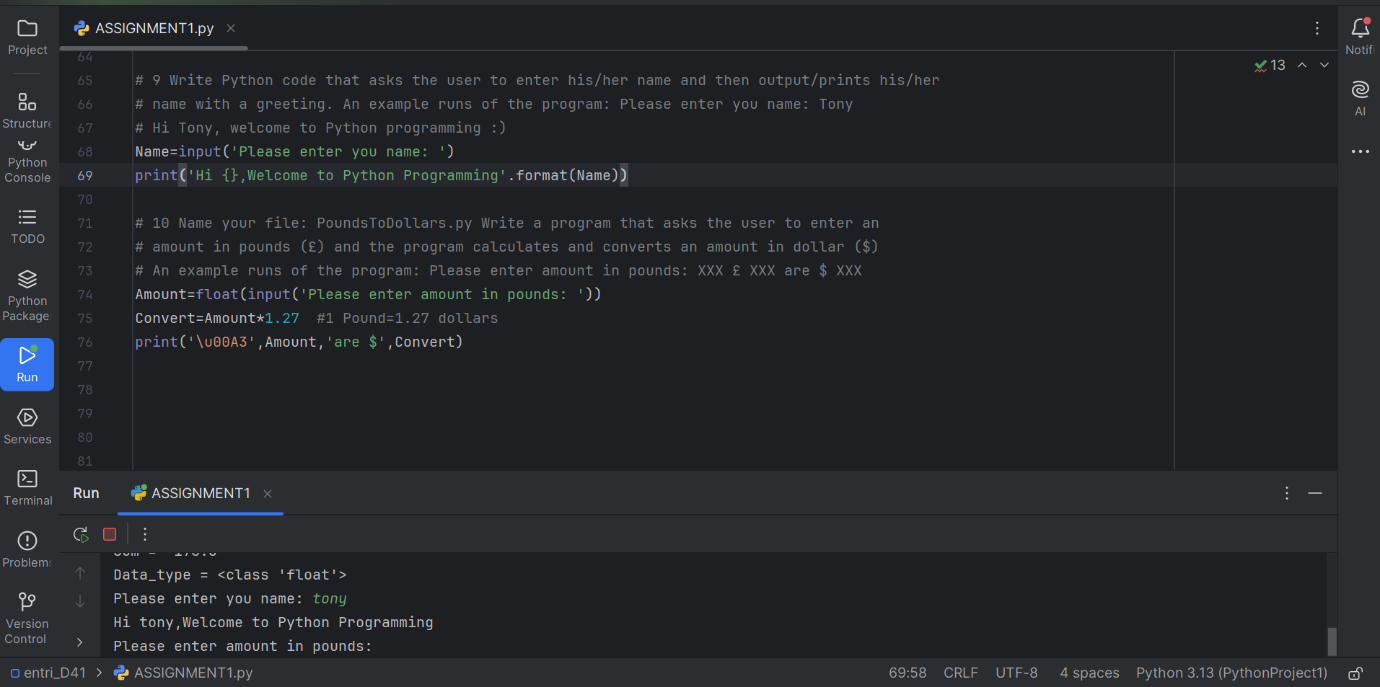 ASSIGNMENT1.py
Project
Structure
Python
Console
TODO
Python
Package
Run
Services
Terminal
Problem
Version
Control
64
65 # 9 Write Python code that asks the user to enter his/her name and then output/prints his/her
66 # name with a greeting. An example runs of the program: Please enter you name: Tony
67 # Hi Tony, welcome to Python programming :)
68 Name=input('Please enter you name: ')
69 print('Hi {},Welcome to Python Programming'.format(Name))
70
71 # 10 Name your file: PoundsToDollars.py Write a program that asks the user to enter an
72 # amount in pounds (£) and the program calculates and converts an amount in dollar ($)
73 # An example runs of the program: Please enter amount in pounds: XXX £ XXX are $ XXX
74 Amount=float(input('Please enter amount in pounds: '))
75 Convert=Amount*1.27  #1 Pound=1.27 dollars
76 print('\u00A3',Amount,'are $',Convert)
77
78
79
80
81
13
Notifi
AI
Run ASSIGNMENT1
Data_type = <class 'float'>
Please enter you name: tony
Hi tony,Welcome to Python Programming
Please enter amount in pounds:
entri_D41 > ASSIGNMENT1.py 69:58 CRLF UTF-8 4 spaces Python 3.13 (PythonProject1)